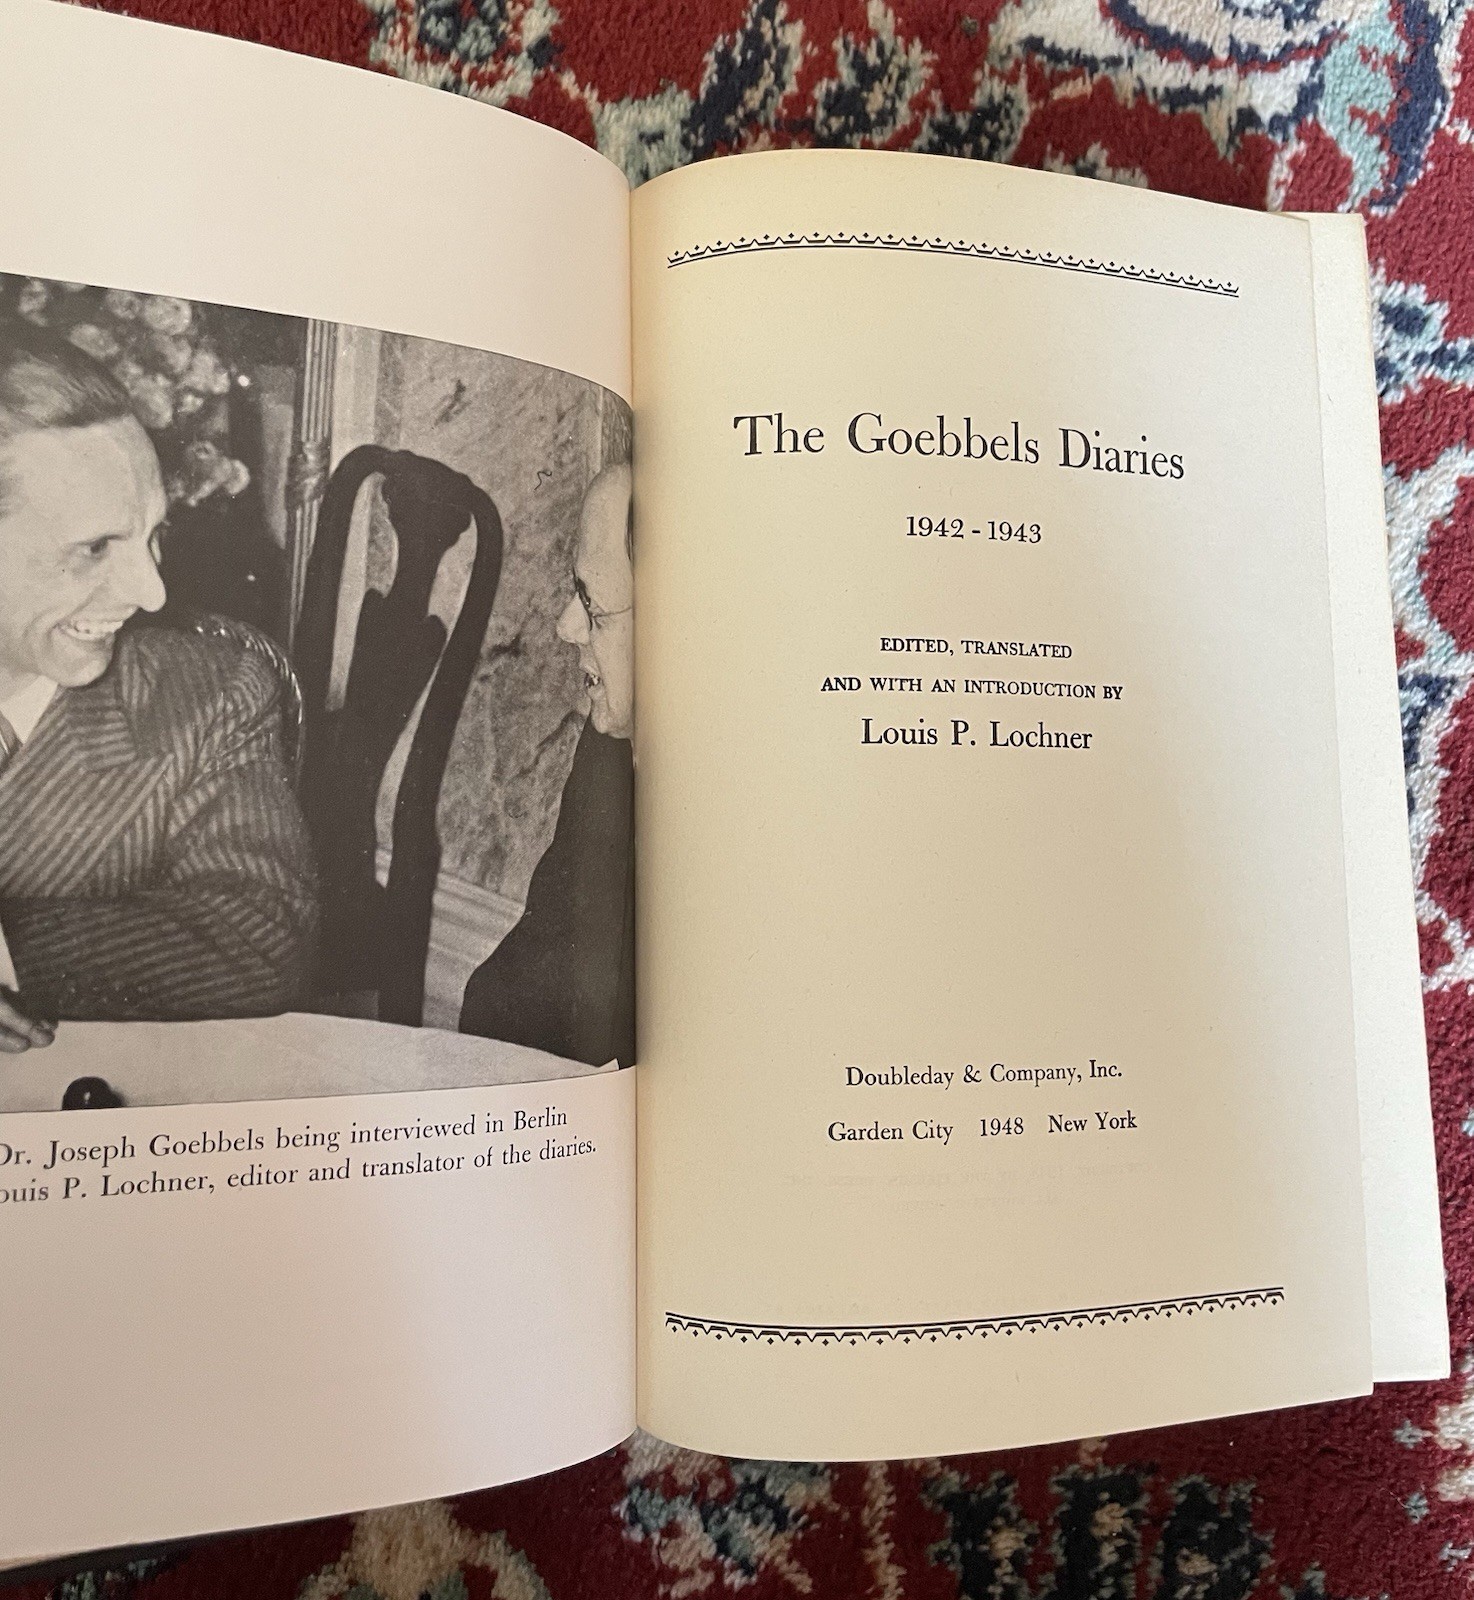 Dr. Joseph Goebbels being interviewed in Berlin
ouis P. Lochner, editor and translator of the diaries.
The Goebbels Diaries
1942 - 1943
EDITED, TRANSLATED
AND WITH AN INTRODUCTION BY
Louis P. Lochner
Doubleday & Company, Inc.
Garden City 1948 New York